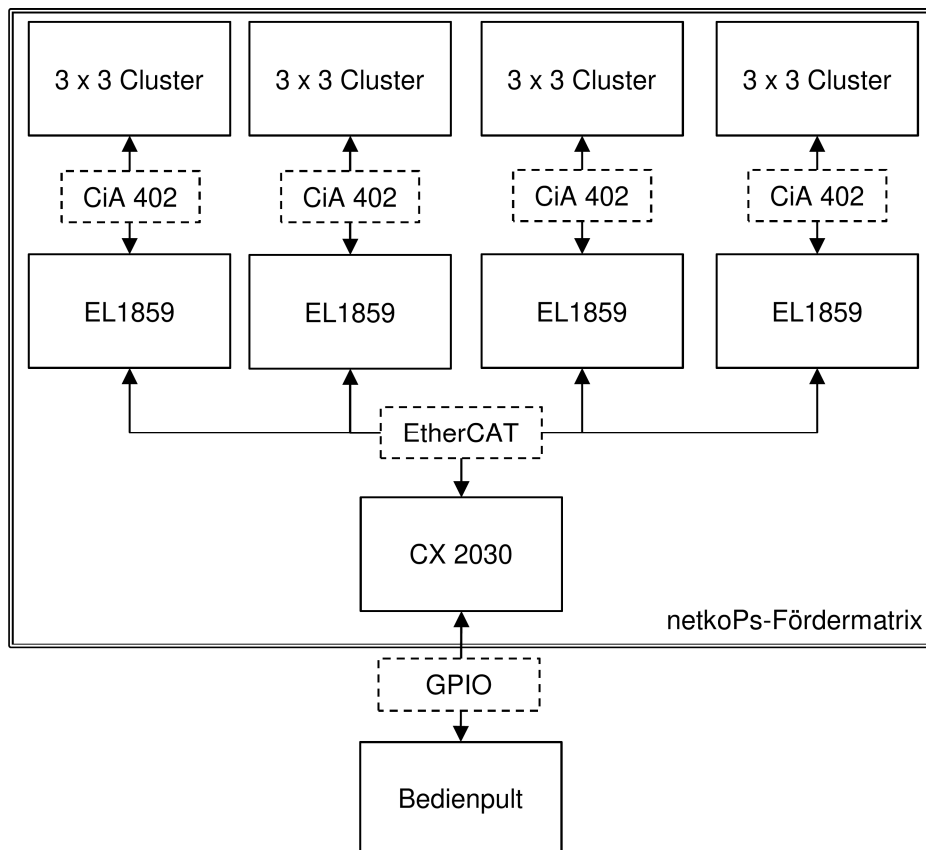 3 x 3 Cluster
3 x 3 Cluster
3 x 3 Cluster
3 x 3 Cluster
CiA 402
CiA 402
CiA 402
CiA 402
EL1859
EL1859
EL1859
EL1859
EtherCAT
CX 2030
netkoPs-Fördermatrix
GPIO
Bedienpult